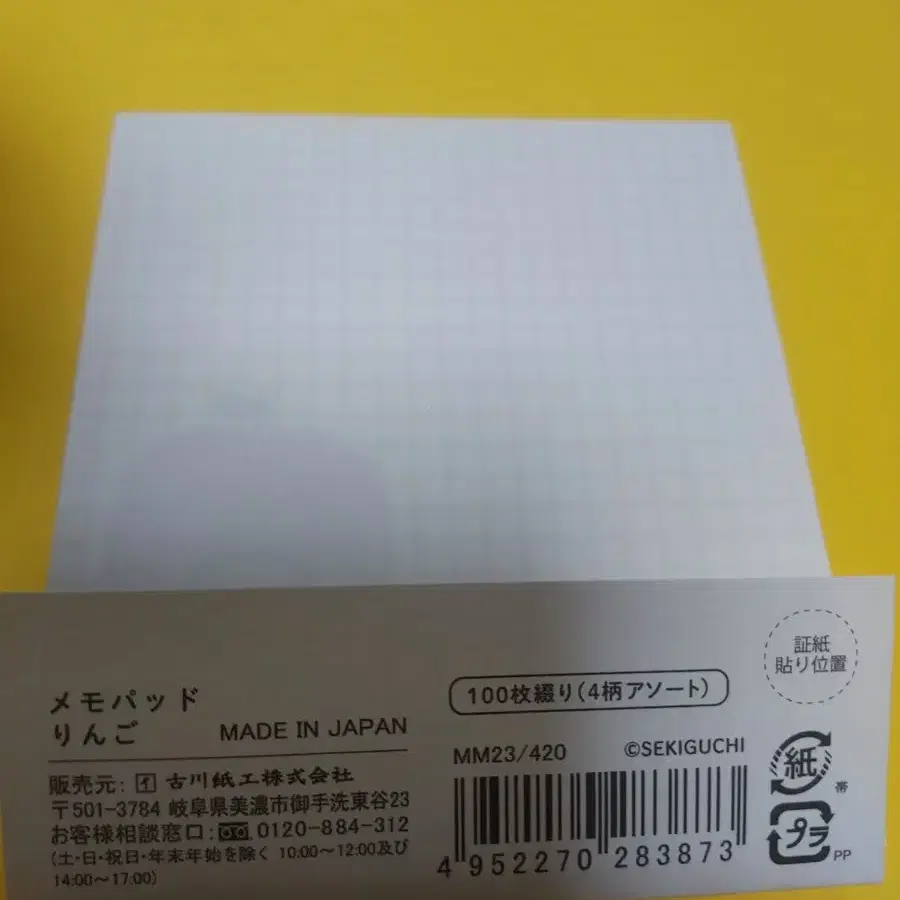 メモパッド
りんご
MADE IN JAPAN
販売元: イ 古川紙工株式会社
〒501-3784 岐阜県美濃市御手洗東谷23
お客様相談窓口: 0120-884-312
(土・日・祝日・年末年始を除く 10:00〜12:00及び
14:00〜17:00)
100枚綴り(4柄アソート)
MM23/420
©SEKIGUCHI
4 952270 283873
証紙
貼り位置
紙
帯
プラ
PP